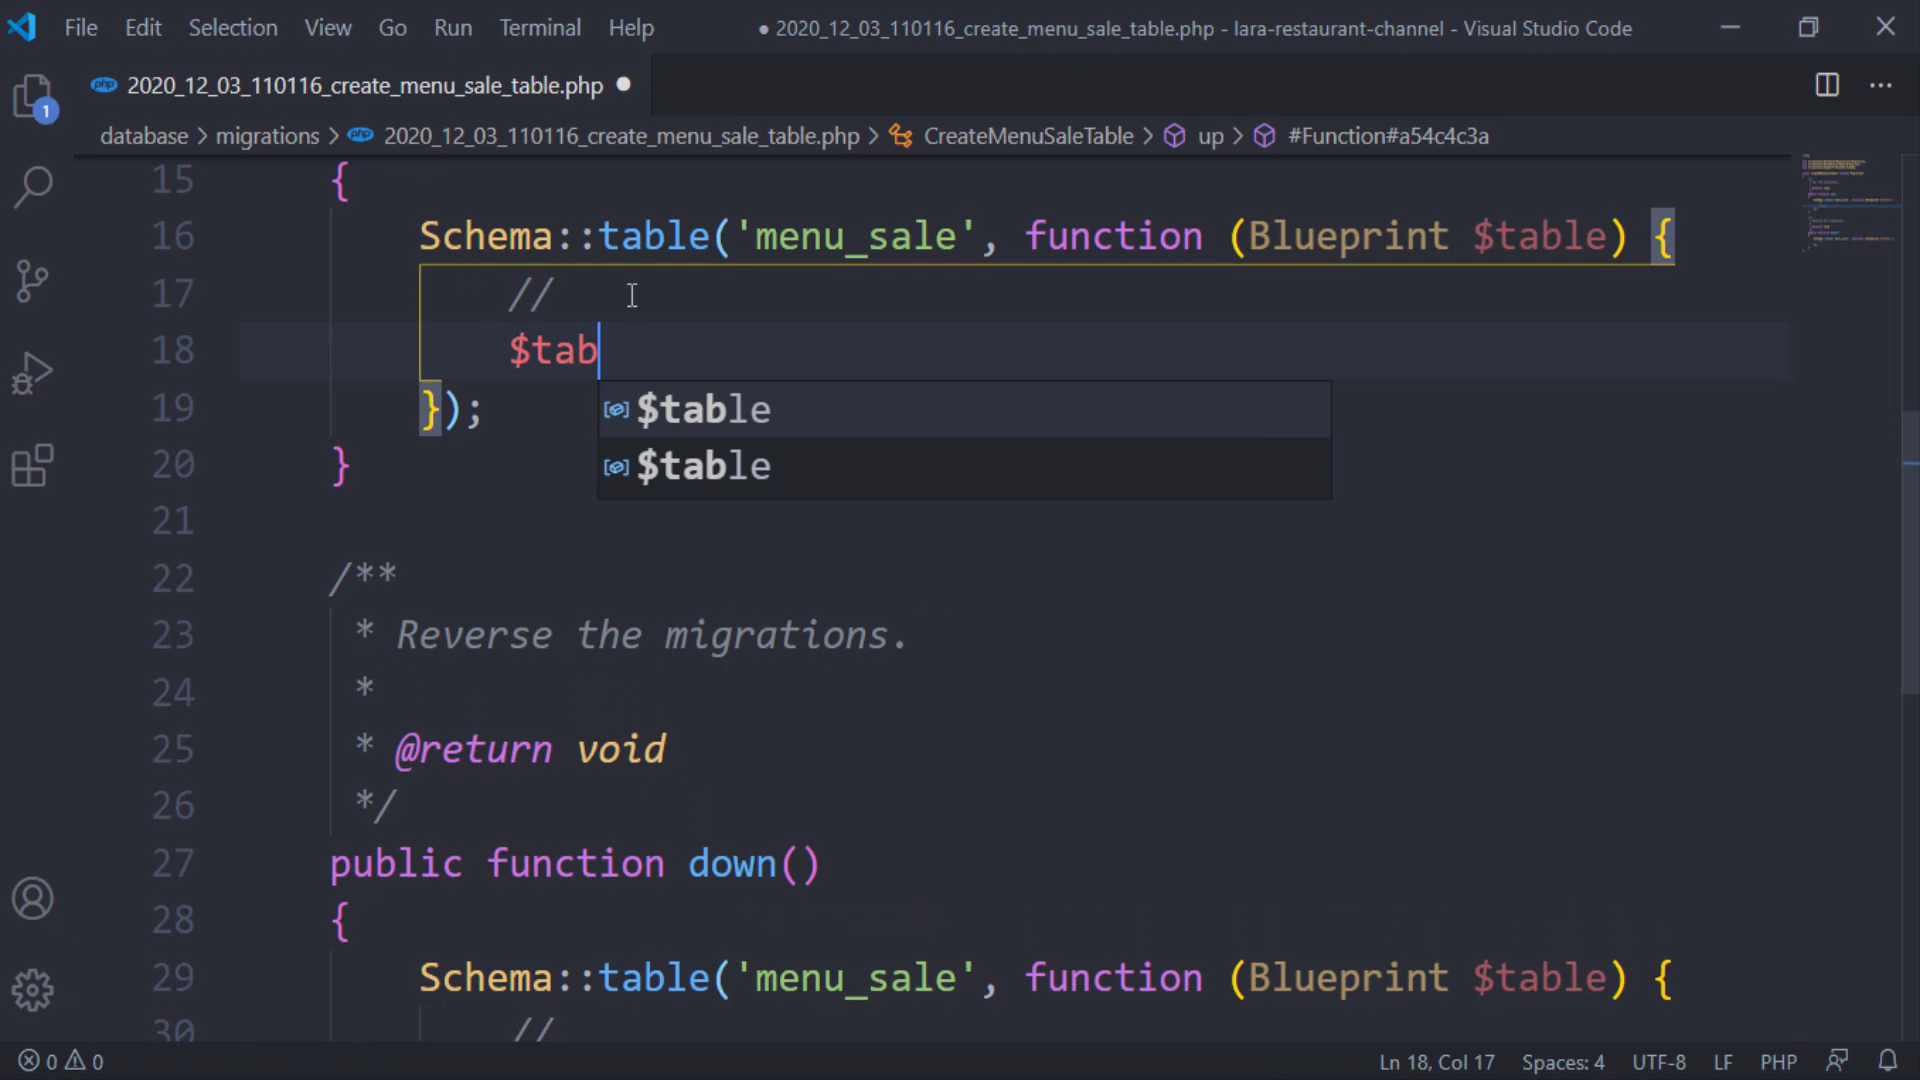 File Edit Selection View Go Run Terminal Help ● 2020_12_03_110116_create_menu_sale_table.php - lara-restaurant-channel - Visual Studio Code
php 2020_12_03_110116_create_menu_sale_table.php ●
1
database > migrations > php 2020_12_03_110116_create_menu_sale_table.php > CreateMenuSaleTable > up > #Function#a54c4c3a
15 {
16 Schema::table('menu_sale', function (Blueprint $table) {
17 //
18 $tab
19 });
$table
20 }
$table
21
22 /**
23 * Reverse the migrations.
24 *
25 * @return void
26 */
27 public function down()
28 {
29 Schema::table('menu_sale', function (Blueprint $table) {
30 //
0 0 Ln 18, Col 17 Spaces: 4 UTF-8 LF PHP